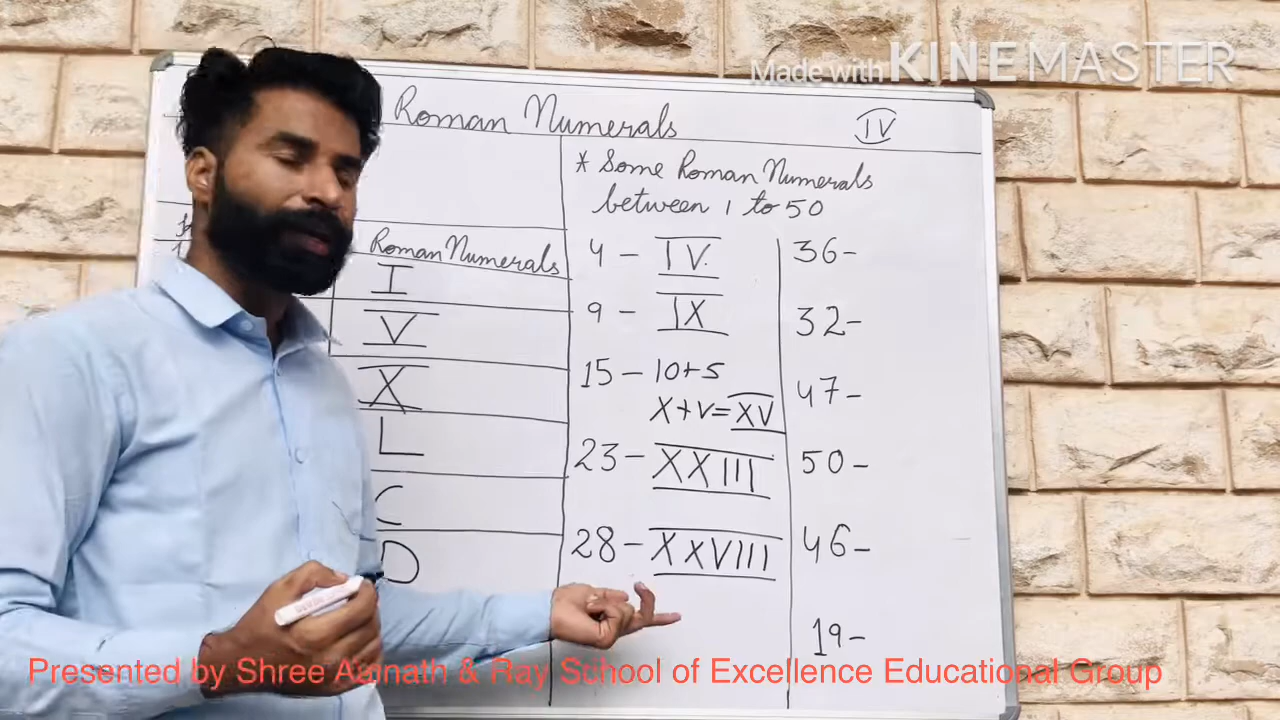 Made with KINEMASTER
Roman Numerals
IV
Roman Numerals
I
V
X
L
C
D
* Some Roman Numerals
between 1 to 50
4 - IV.
9 - IX
15 - 10+5
X+V=XV
23 - XXIII
28 - XXVIII
36-
32-
47-
50-
46-
19-
Presented by Shree Amnath & Ray School of Excellence Educational Group